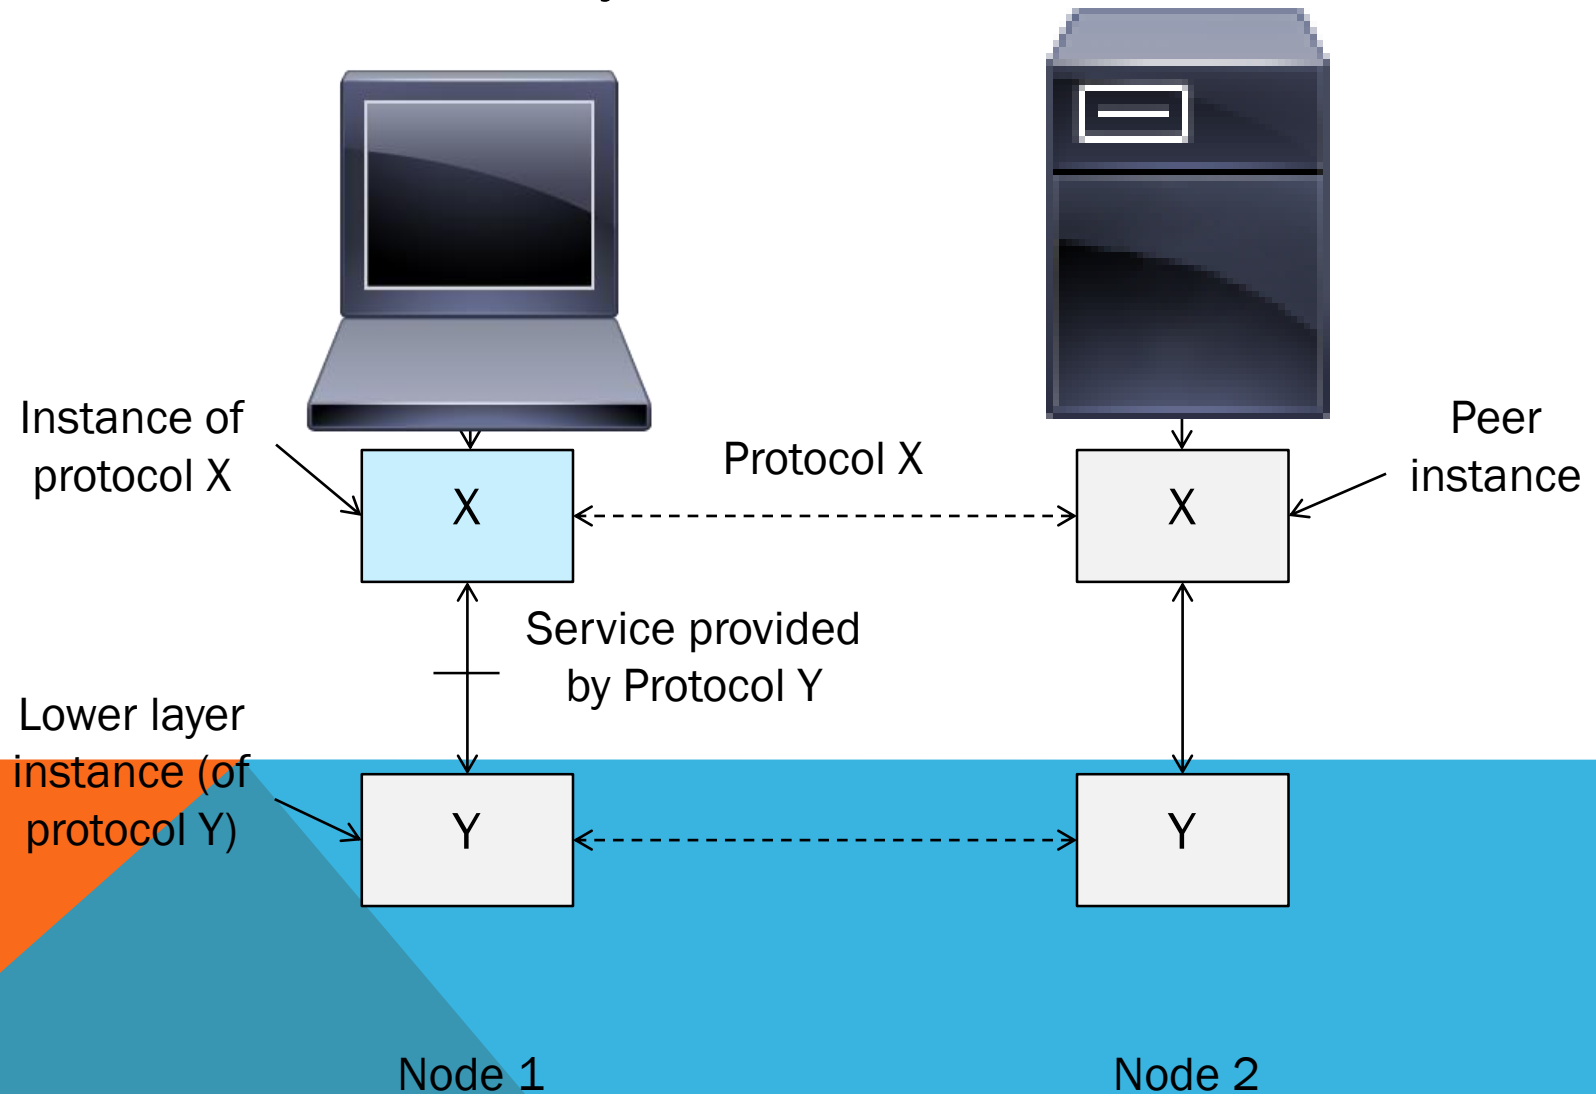 Instance of
protocol X
Protocol X
Peer
instance
X
X
Service provided
by Protocol Y
Lower layer
instance (of
protocol Y)
Y
Y
Node 1
Node 2